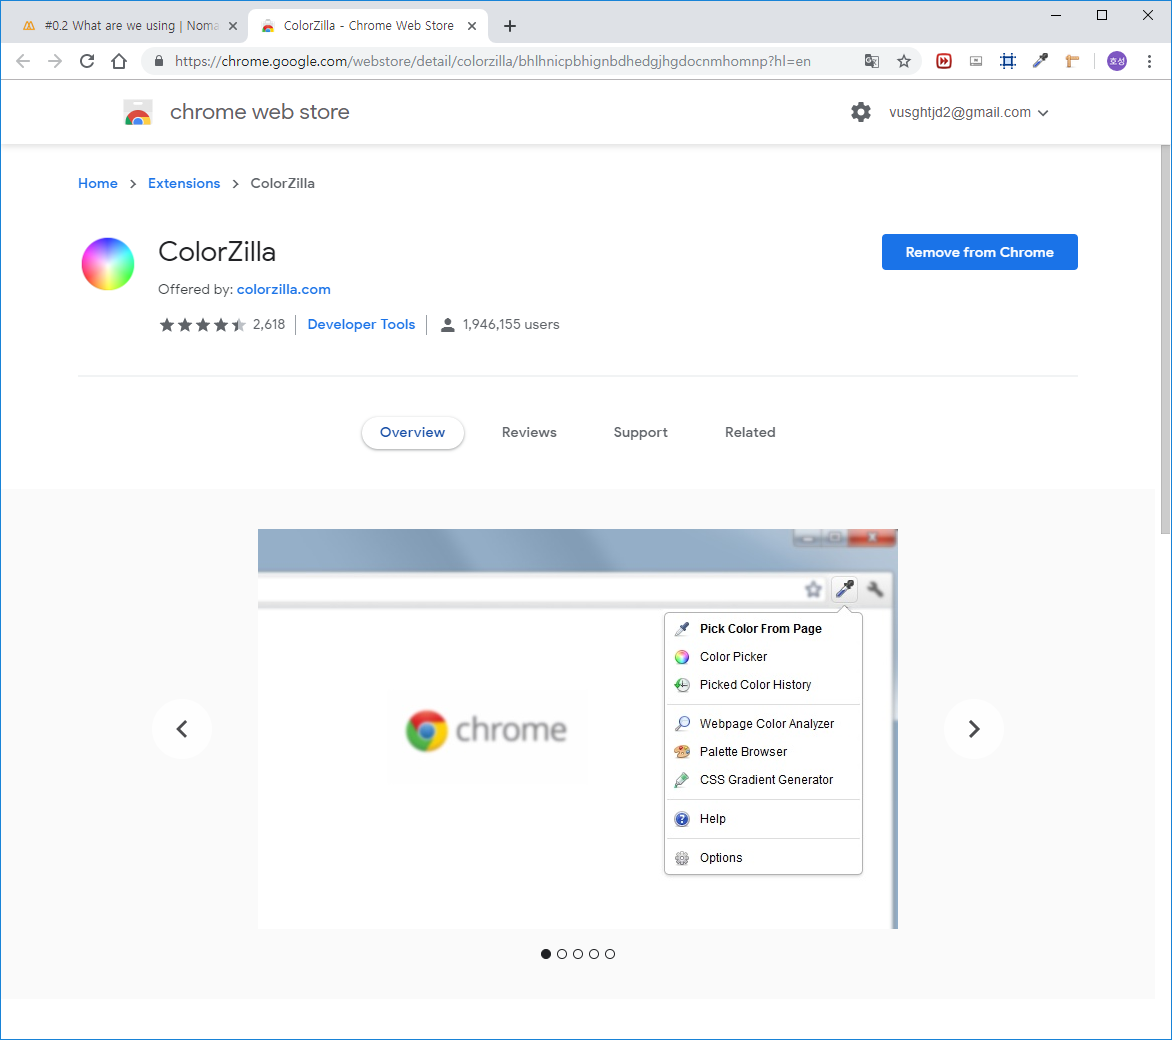 #0.2 What are we using | Noma
ColorZilla - Chrome Web Store
https://chrome.google.com/webstore/detail/colorzilla/bhlhnicpbhignbdhedgjhgdocnmhomnp?hl=en
호성
chrome web store
vusghtjd2@gmail.com
Home > Extensions > ColorZilla
ColorZilla
Remove from Chrome
Offered by: colorzilla.com
2,618 Developer Tools 1,946,155 users
Overview Reviews Support Related
Pick Color From Page
Color Picker
Picked Color History
chrome
Webpage Color Analyzer
Palette Browser
CSS Gradient Generator
Help
Options